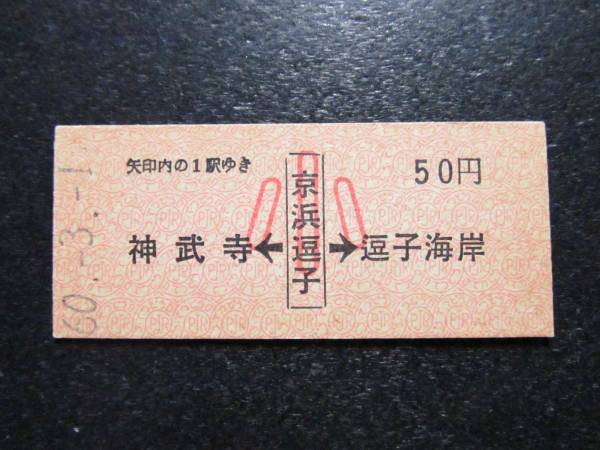 60.-3.-1
矢印内の1駅ゆき
50円
神武寺←京浜逗子→逗子海岸
小